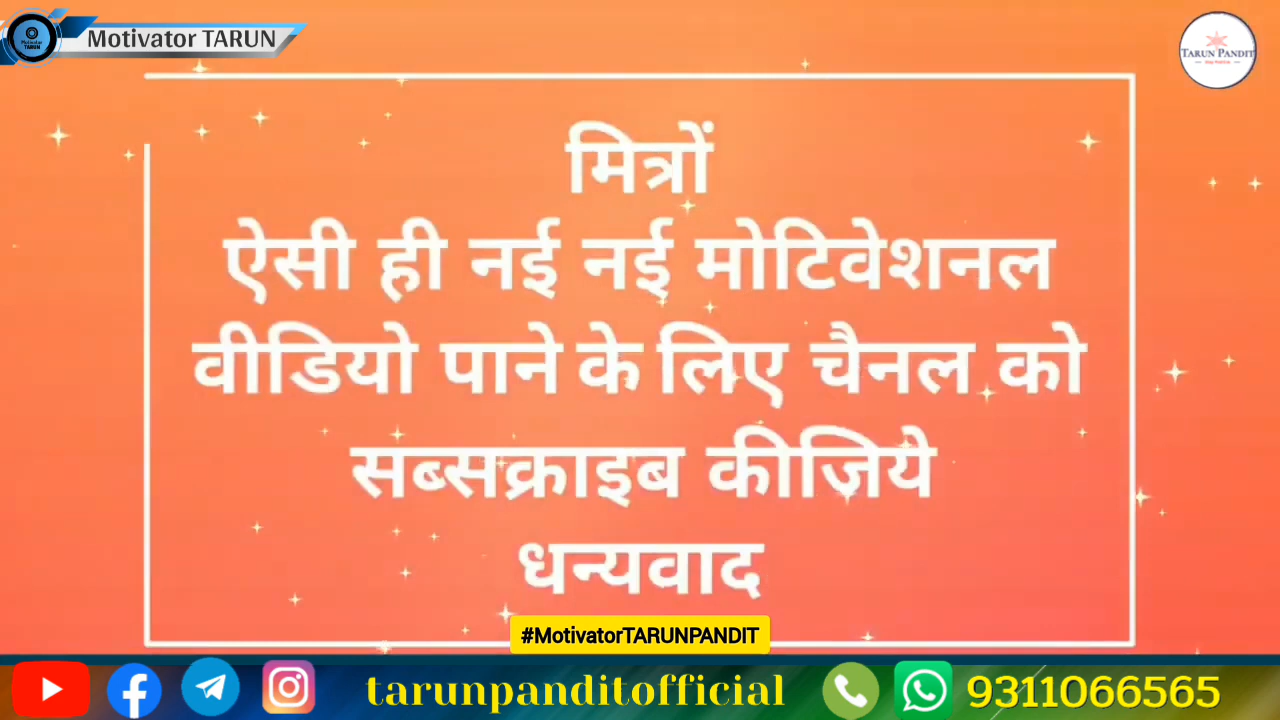 Motivator TARUN
TARUN PANDIT
मित्रों
ऐसी ही नई नई मोटिवेशनल
वीडियो पाने के लिए चैनल को
सब्सक्राइब कीजिये
धन्यवाद
#MotivatorTARUNPANDIT
tarunpanditofficial
9311066565